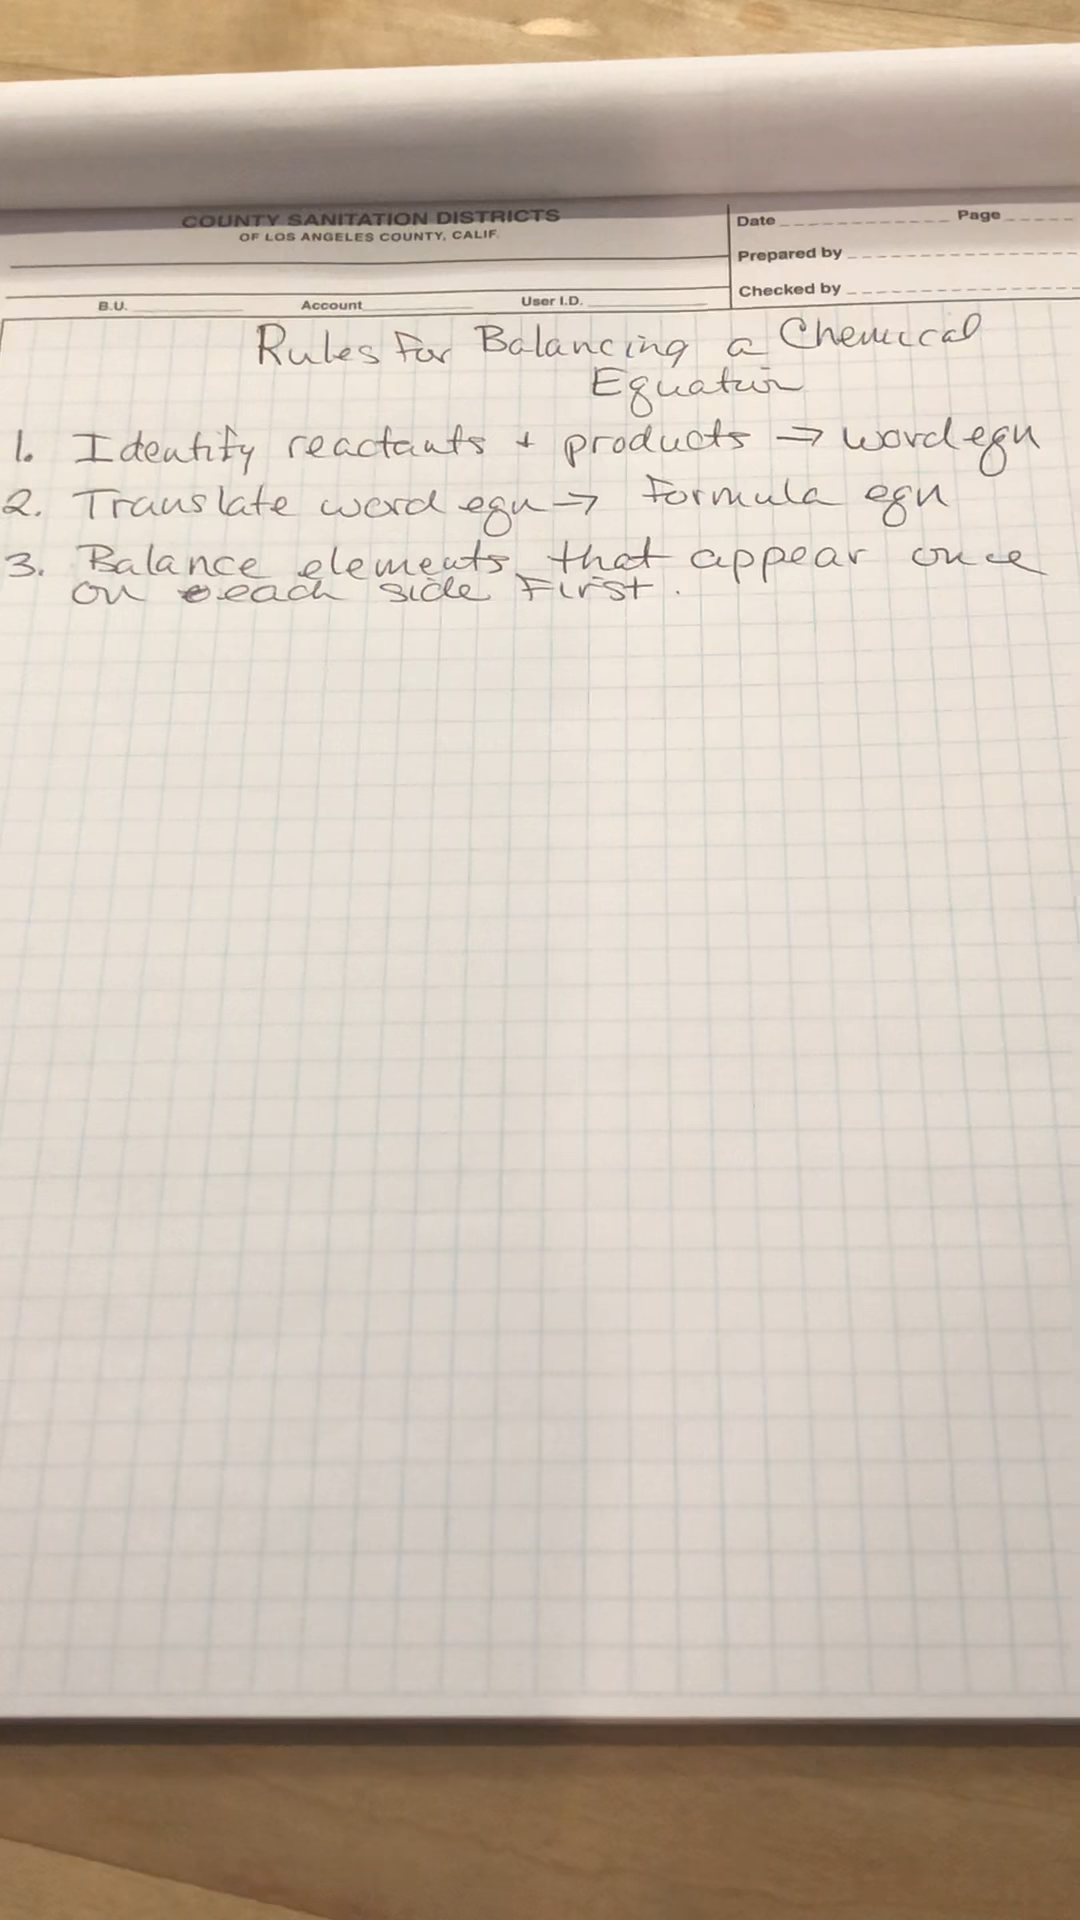 COUNTY SANITATION DISTRICTS
OF LOS ANGELES COUNTY, CALIF.
Date Page
Prepared by
Checked by
B.U. Account User I.D.
Rules For Balancing a Chemical
Equation
1. Identify reactants + products → word eqn
2. Translate word eqn → Formula eqn
3. Balance elements that appear once
on each side First.